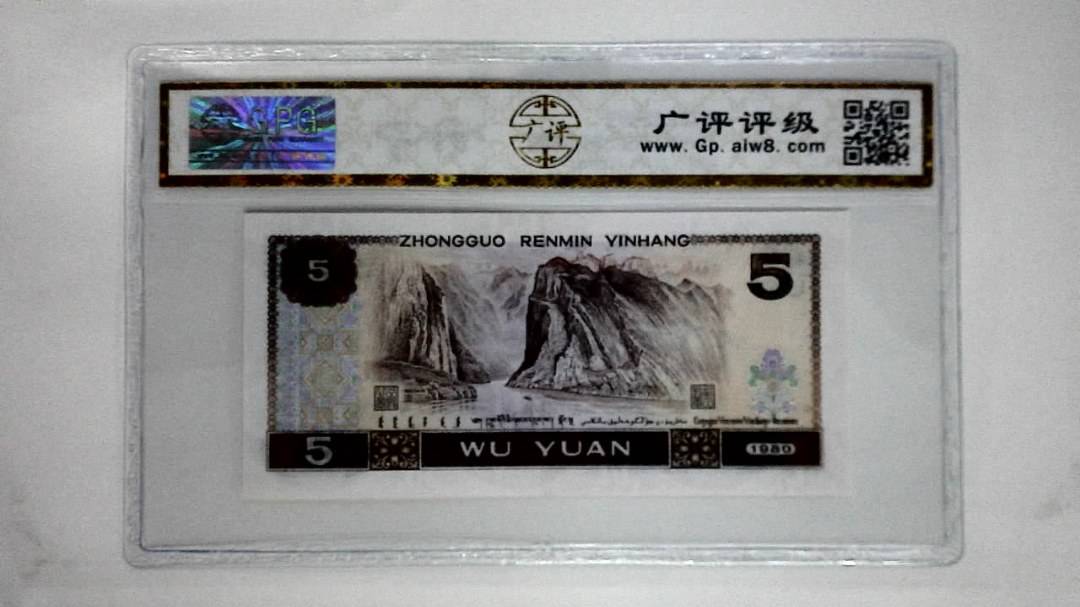 GPG
广评
广评评级
www.Gp.aiw8.com
ZHONGGUO RENMIN YINHANG
5
5
5
WU YUAN
1980